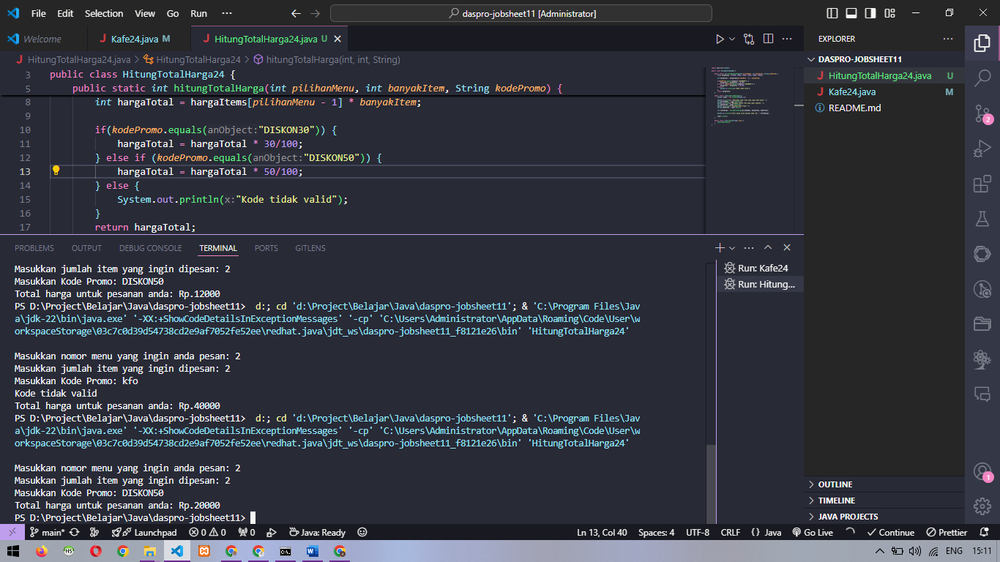 File Edit Selection View Go Run ··· daspro-jobsheet11 [Administrator]
Welcome Kafe24.java M HitungTotalHarga24.java U
HitungTotalHarga24.java > HitungTotalHarga24 > hitungTotalHarga(int, int, String)
3 public class HitungTotalHarga24 {
5 public static int hitungTotalHarga(int pilihanMenu, int banyakItem, String kodePromo) {
8 int hargaTotal = hargaItems[pilihanMenu - 1] * banyakItem;
9
10 if(kodePromo.equals(anObject:"DISKON30")) {
11 hargaTotal = hargaTotal * 30/100;
12 } else if (kodePromo.equals(anObject:"DISKON50")) {
13 hargaTotal = hargaTotal * 50/100;
14 } else {
15 System.out.println(x:"Kode tidak valid");
16 }
17 return hargaTotal;
PROBLEMS OUTPUT DEBUG CONSOLE TERMINAL PORTS GITLENS
Masukkan jumlah item yang ingin dipesan: 2
Masukkan Kode Promo: DISKON50
Total harga untuk pesanan anda: Rp.12000
PS D:\Project\Belajar\Java\daspro-jobsheet11> d:; cd 'd:\Project\Belajar\Java\daspro-jobsheet11'; & 'C:\Program Files\Jav
a\jdk-22\bin\java.exe' '-XX:+ShowCodeDetailsInExceptionMessages' '-cp' 'C:\Users\Administrator\AppData\Roaming\Code\User\w
orkspaceStorage\03c7c0d39d54738cd2e9af7052fe52ee\redhat.java\jdt_ws\daspro-jobsheet11_f8121e26\bin' 'HitungTotalHarga24'
Masukkan nomor menu yang ingin anda pesan: 2
Masukkan jumlah item yang ingin dipesan: 2
Masukkan Kode Promo: kfo
Kode tidak valid
Total harga untuk pesanan anda: Rp.40000
PS D:\Project\Belajar\Java\daspro-jobsheet11> d:; cd 'd:\Project\Belajar\Java\daspro-jobsheet11'; & 'C:\Program Files\Jav
a\jdk-22\bin\java.exe' '-XX:+ShowCodeDetailsInExceptionMessages' '-cp' 'C:\Users\Administrator\AppData\Roaming\Code\User\w
orkspaceStorage\03c7c0d39d54738cd2e9af7052fe52ee\redhat.java\jdt_ws\daspro-jobsheet11_f8121e26\bin' 'HitungTotalHarga24'
Masukkan nomor menu yang ingin anda pesan: 2
Masukkan jumlah item yang ingin dipesan: 2
Masukkan Kode Promo: DISKON50
Total harga untuk pesanan anda: Rp.20000
PS D:\Project\Belajar\Java\daspro-jobsheet11>
Run: Kafe24
Run: Hitung...
EXPLORER ···
DASPRO-JOBSHEET11
HitungTotalHarga24.java U
Kafe24.java M
README.md
OUTLINE
TIMELINE
JAVA PROJECTS
2
1
main* Launchpad 0 0 0 Java: Ready Ln 13, Col 40 Spaces: 4 UTF-8 CRLF {} Java Go Live Continue Prettier
HS ENG 15:11